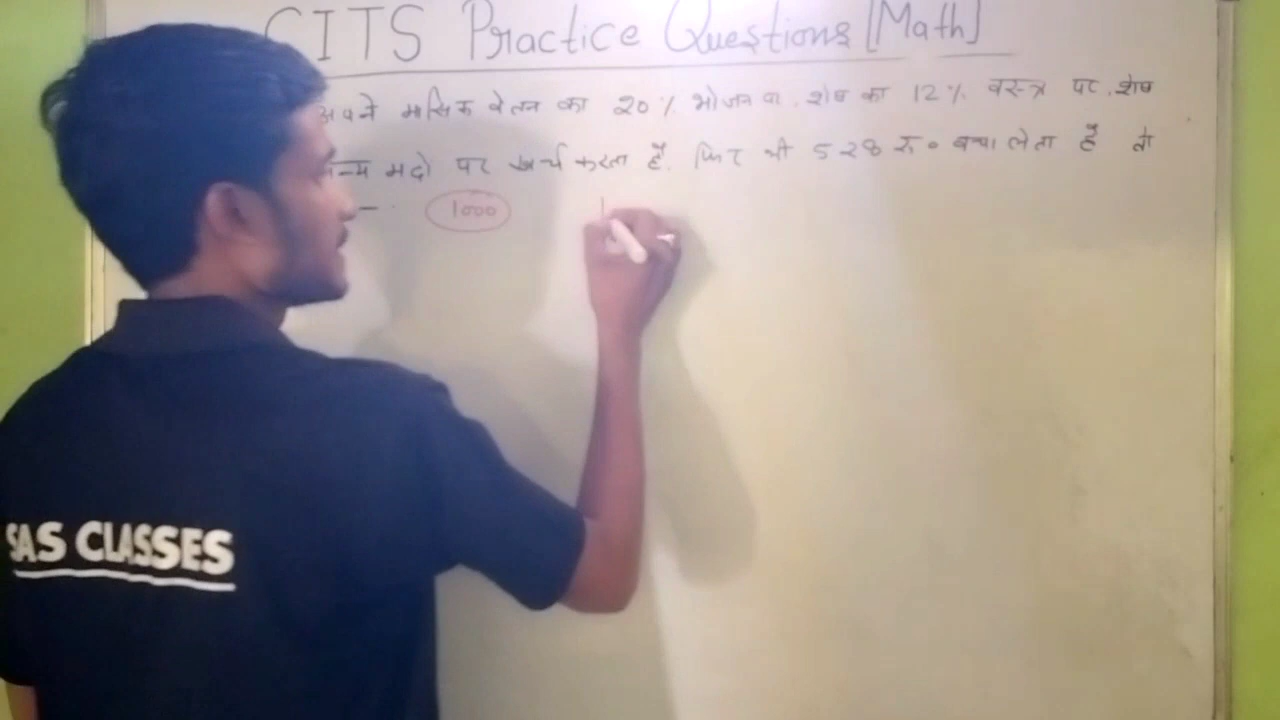 CITS Practice Questions [Math]
अपने मासिक वेतन का 20% भोजन पर, शेष का 12% वस्त्र पर, शेष
मदो पर खर्च करता हैं. फिर भी 528 रु० बचा लेता हैं तो
— 1000
SAS CLASSES